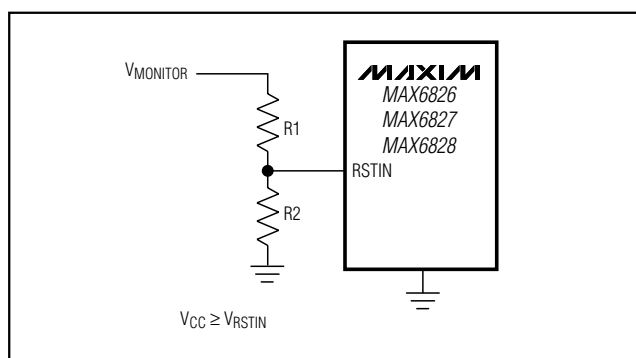 VMONITOR
R1
R2
MAXIM
MAX6826
MAX6827
MAX6828
RSTIN
VCC ≥ VRSTIN